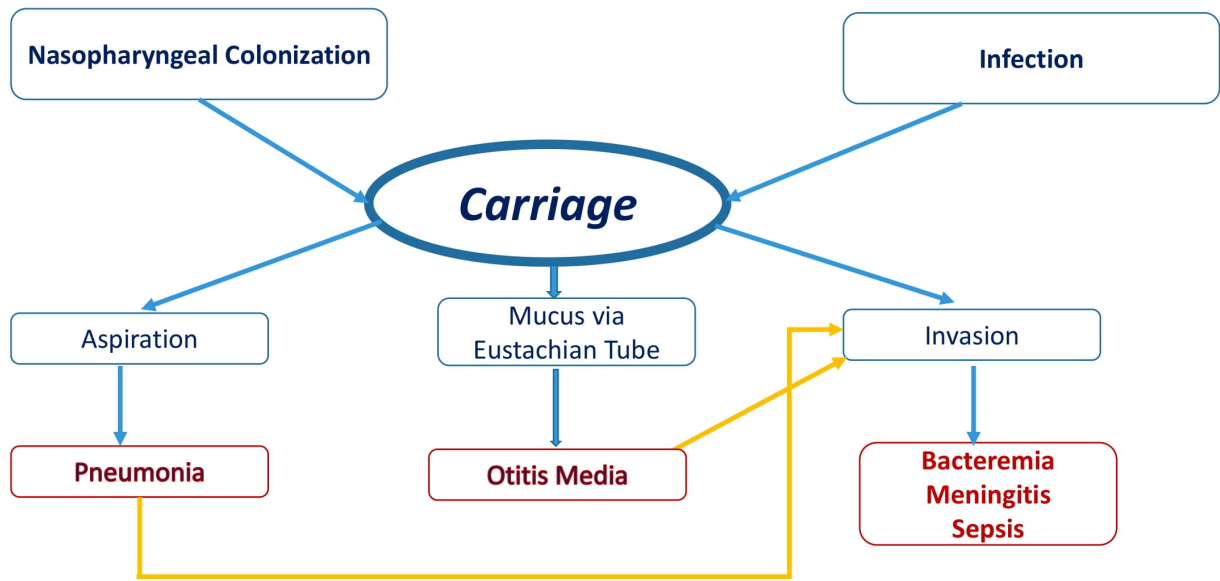 Nasopharyngeal Colonization
Infection
Carriage
Aspiration
Mucus via
Eustachian Tube
Invasion
Pneumonia
Otitis Media
Bacteremia
Meningitis
Sepsis